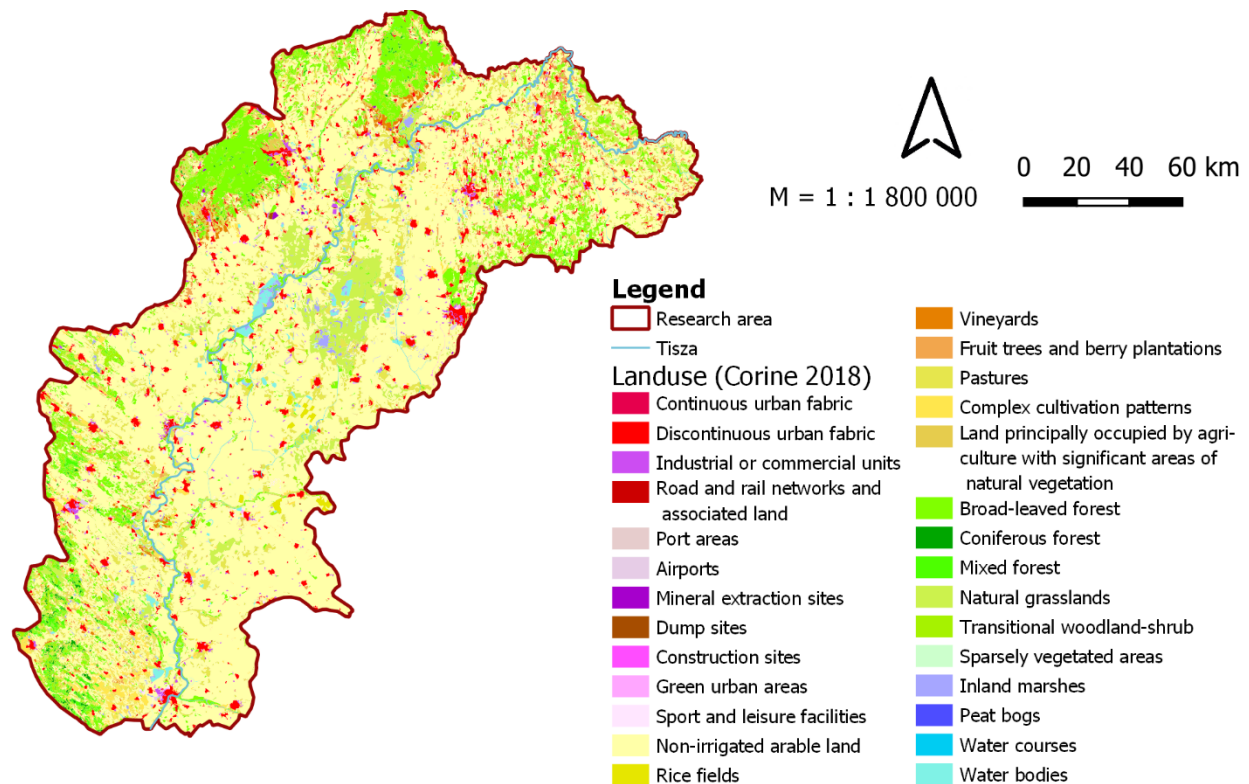 M = 1 : 1 800 000
0 20 40 60 km
Legend
Research area
Tisza
Landuse (Corine 2018)
Continuous urban fabric
Discontinuous urban fabric
Industrial or commercial units
Road and rail networks and
associated land
Port areas
Airports
Mineral extraction sites
Dump sites
Construction sites
Green urban areas
Sport and leisure facilities
Non-irrigated arable land
Rice fields
Vineyards
Fruit trees and berry plantations
Pastures
Complex cultivation patterns
Land principally occupied by agri-
culture with significant areas of
natural vegetation
Broad-leaved forest
Coniferous forest
Mixed forest
Natural grasslands
Transitional woodland-shrub
Sparsely vegetated areas
Inland marshes
Peat bogs
Water courses
Water bodies